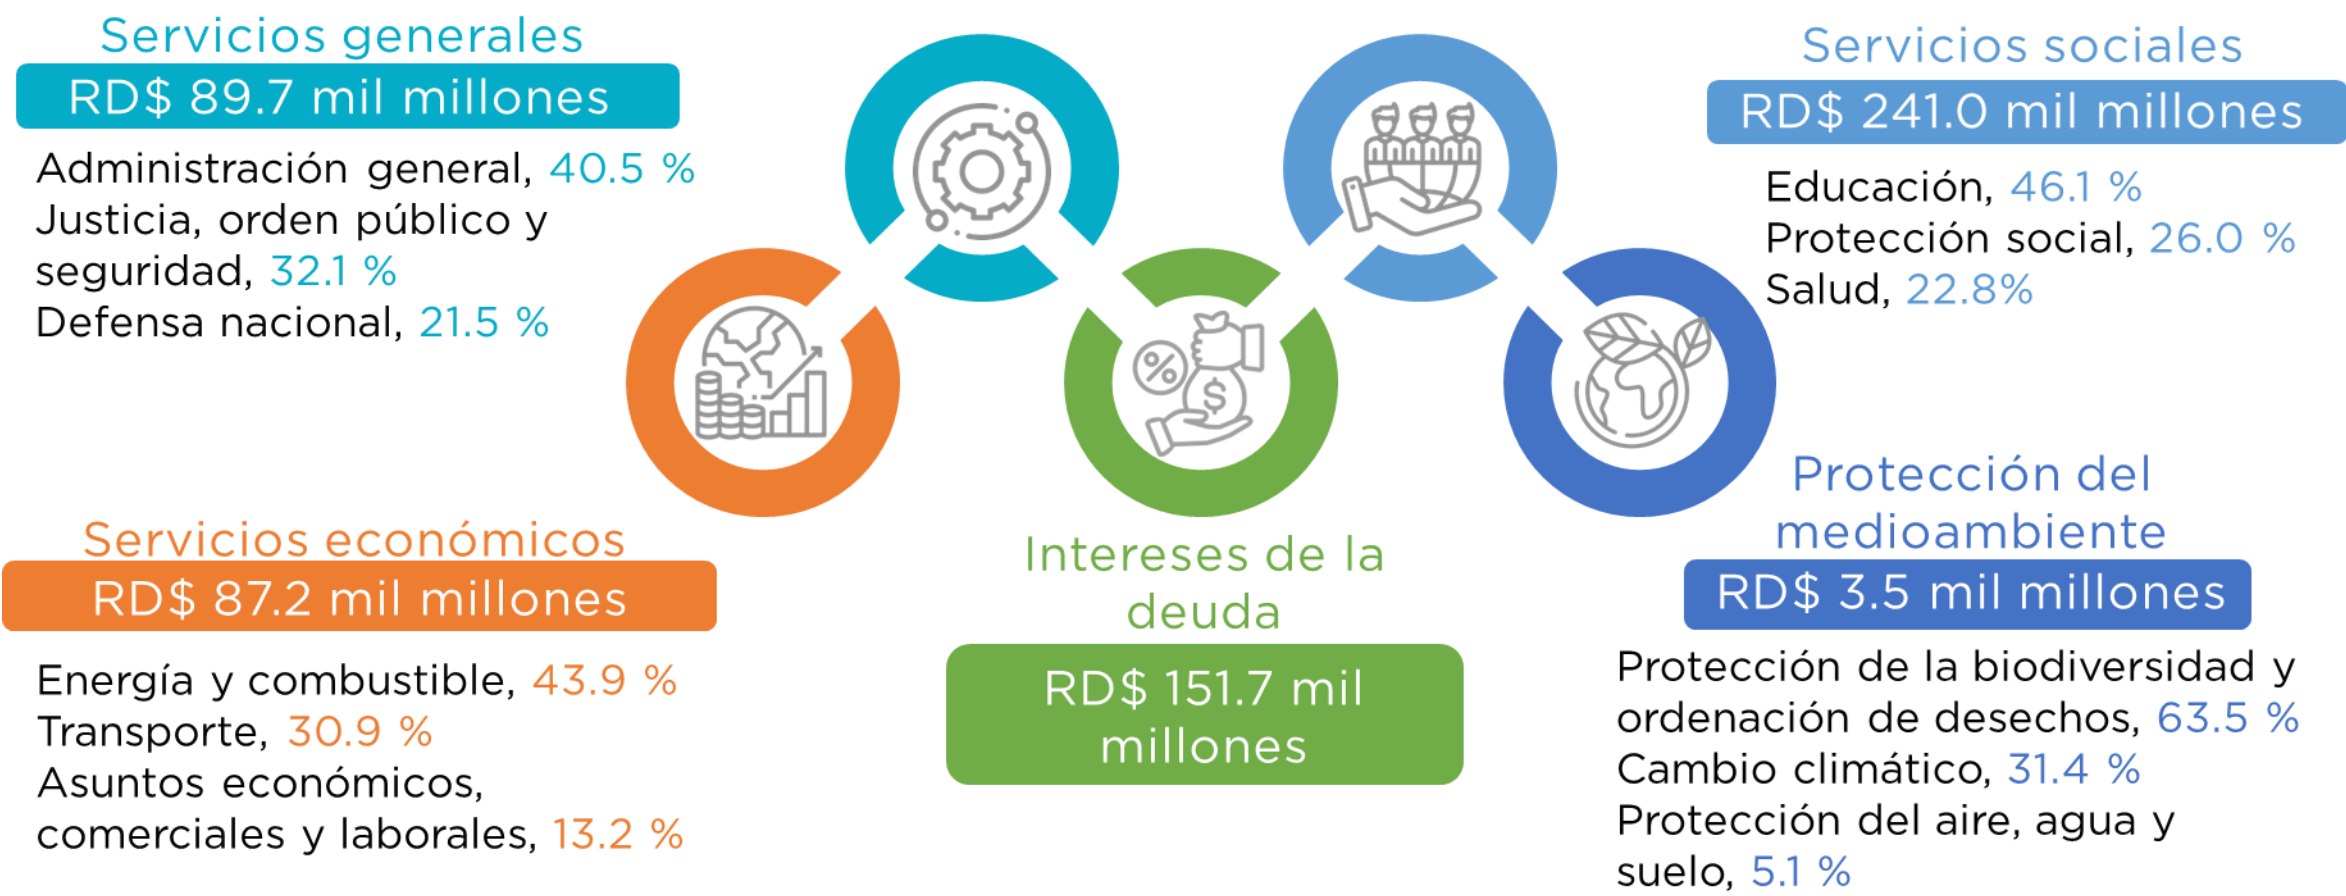 Servicios generales
RD$ 89.7 mil millones
Administración general, 40.5 %
Justicia, orden público y
seguridad, 32.1 %
Defensa nacional, 21.5 %
Servicios sociales
RD$ 241.0 mil millones
Educación, 46.1 %
Protección social, 26.0 %
Salud, 22.8%
Servicios económicos
RD$ 87.2 mil millones
Energía y combustible, 43.9 %
Transporte, 30.9 %
Asuntos económicos,
comerciales y laborales, 13.2 %
%
$
Intereses de la
deuda
RD$ 151.7 mil
millones
Protección del
medioambiente
RD$ 3.5 mil millones
Protección de la biodiversidad y
ordenación de desechos, 63.5 %
Cambio climático, 31.4 %
Protección del aire, agua y
suelo, 5.1 %